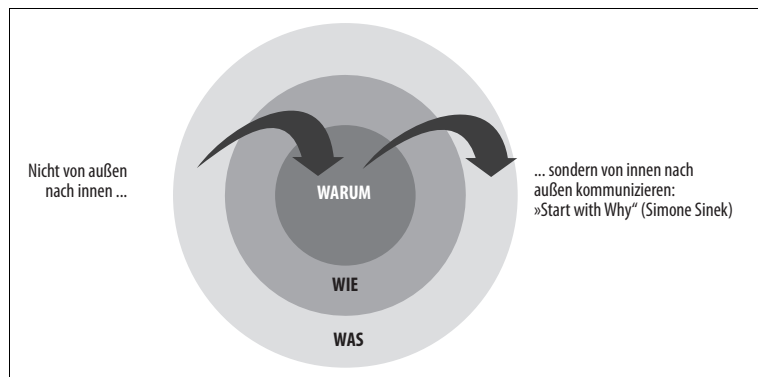 Nicht von außen
nach innen ...
WARUM
... sondern von innen nach
außen kommunizieren:
»Start with Why“ (Simone Sinek)
WIE
WAS